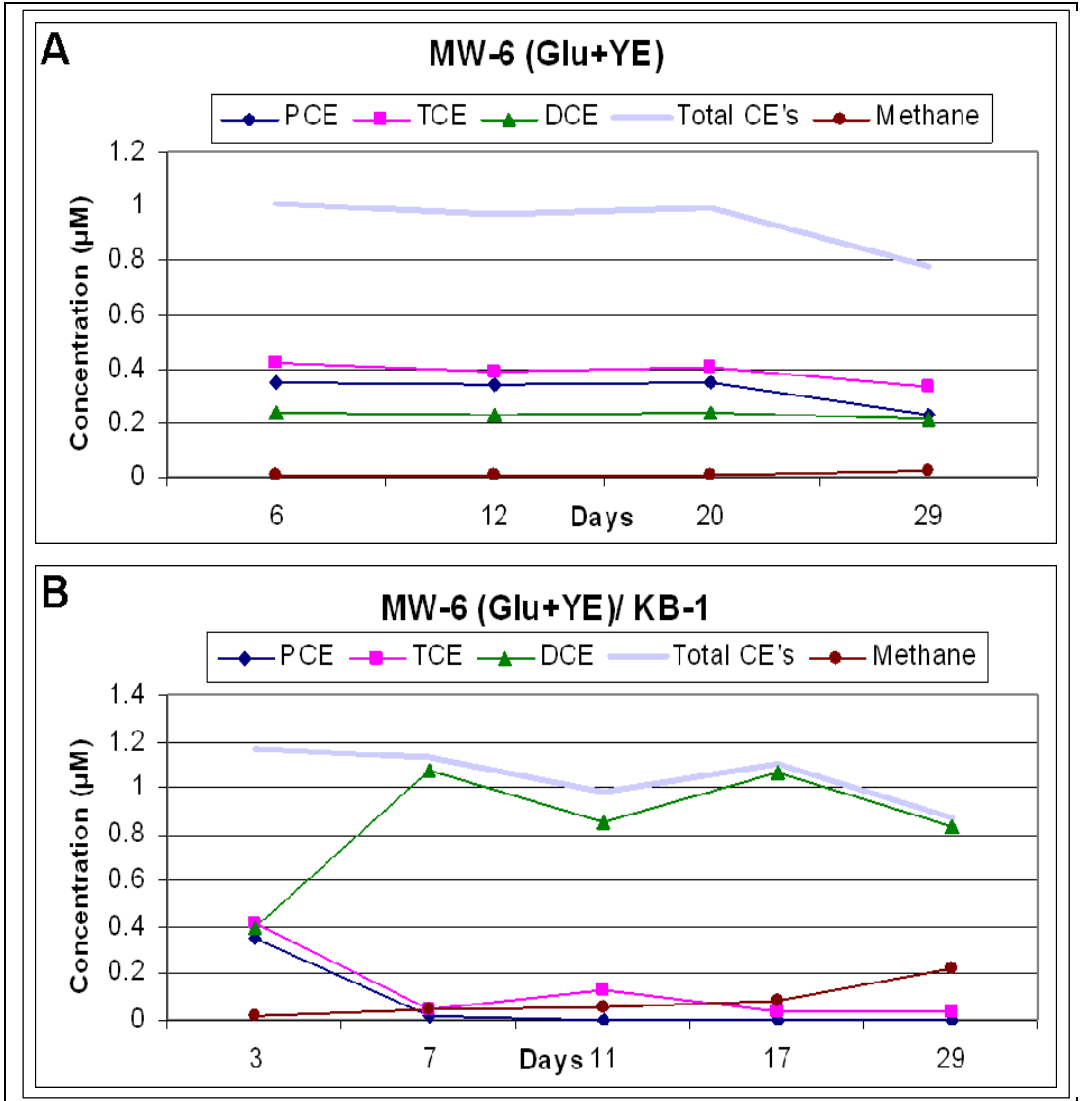 A
MW-6 (Glu+YE)
PCE TCE DCE Total CE's Methane
1.2
1
0.8
0.6
0.4
0.2
0
Concentration (µM)
6 12 Days 20 29
B
MW-6 (Glu+YE)/ KB-1
PCE TCE DCE Total CE's Methane
1.4
1.2
1
0.8
0.6
0.4
0.2
0
Concentration (µM)
3 7 Days 11 17 29